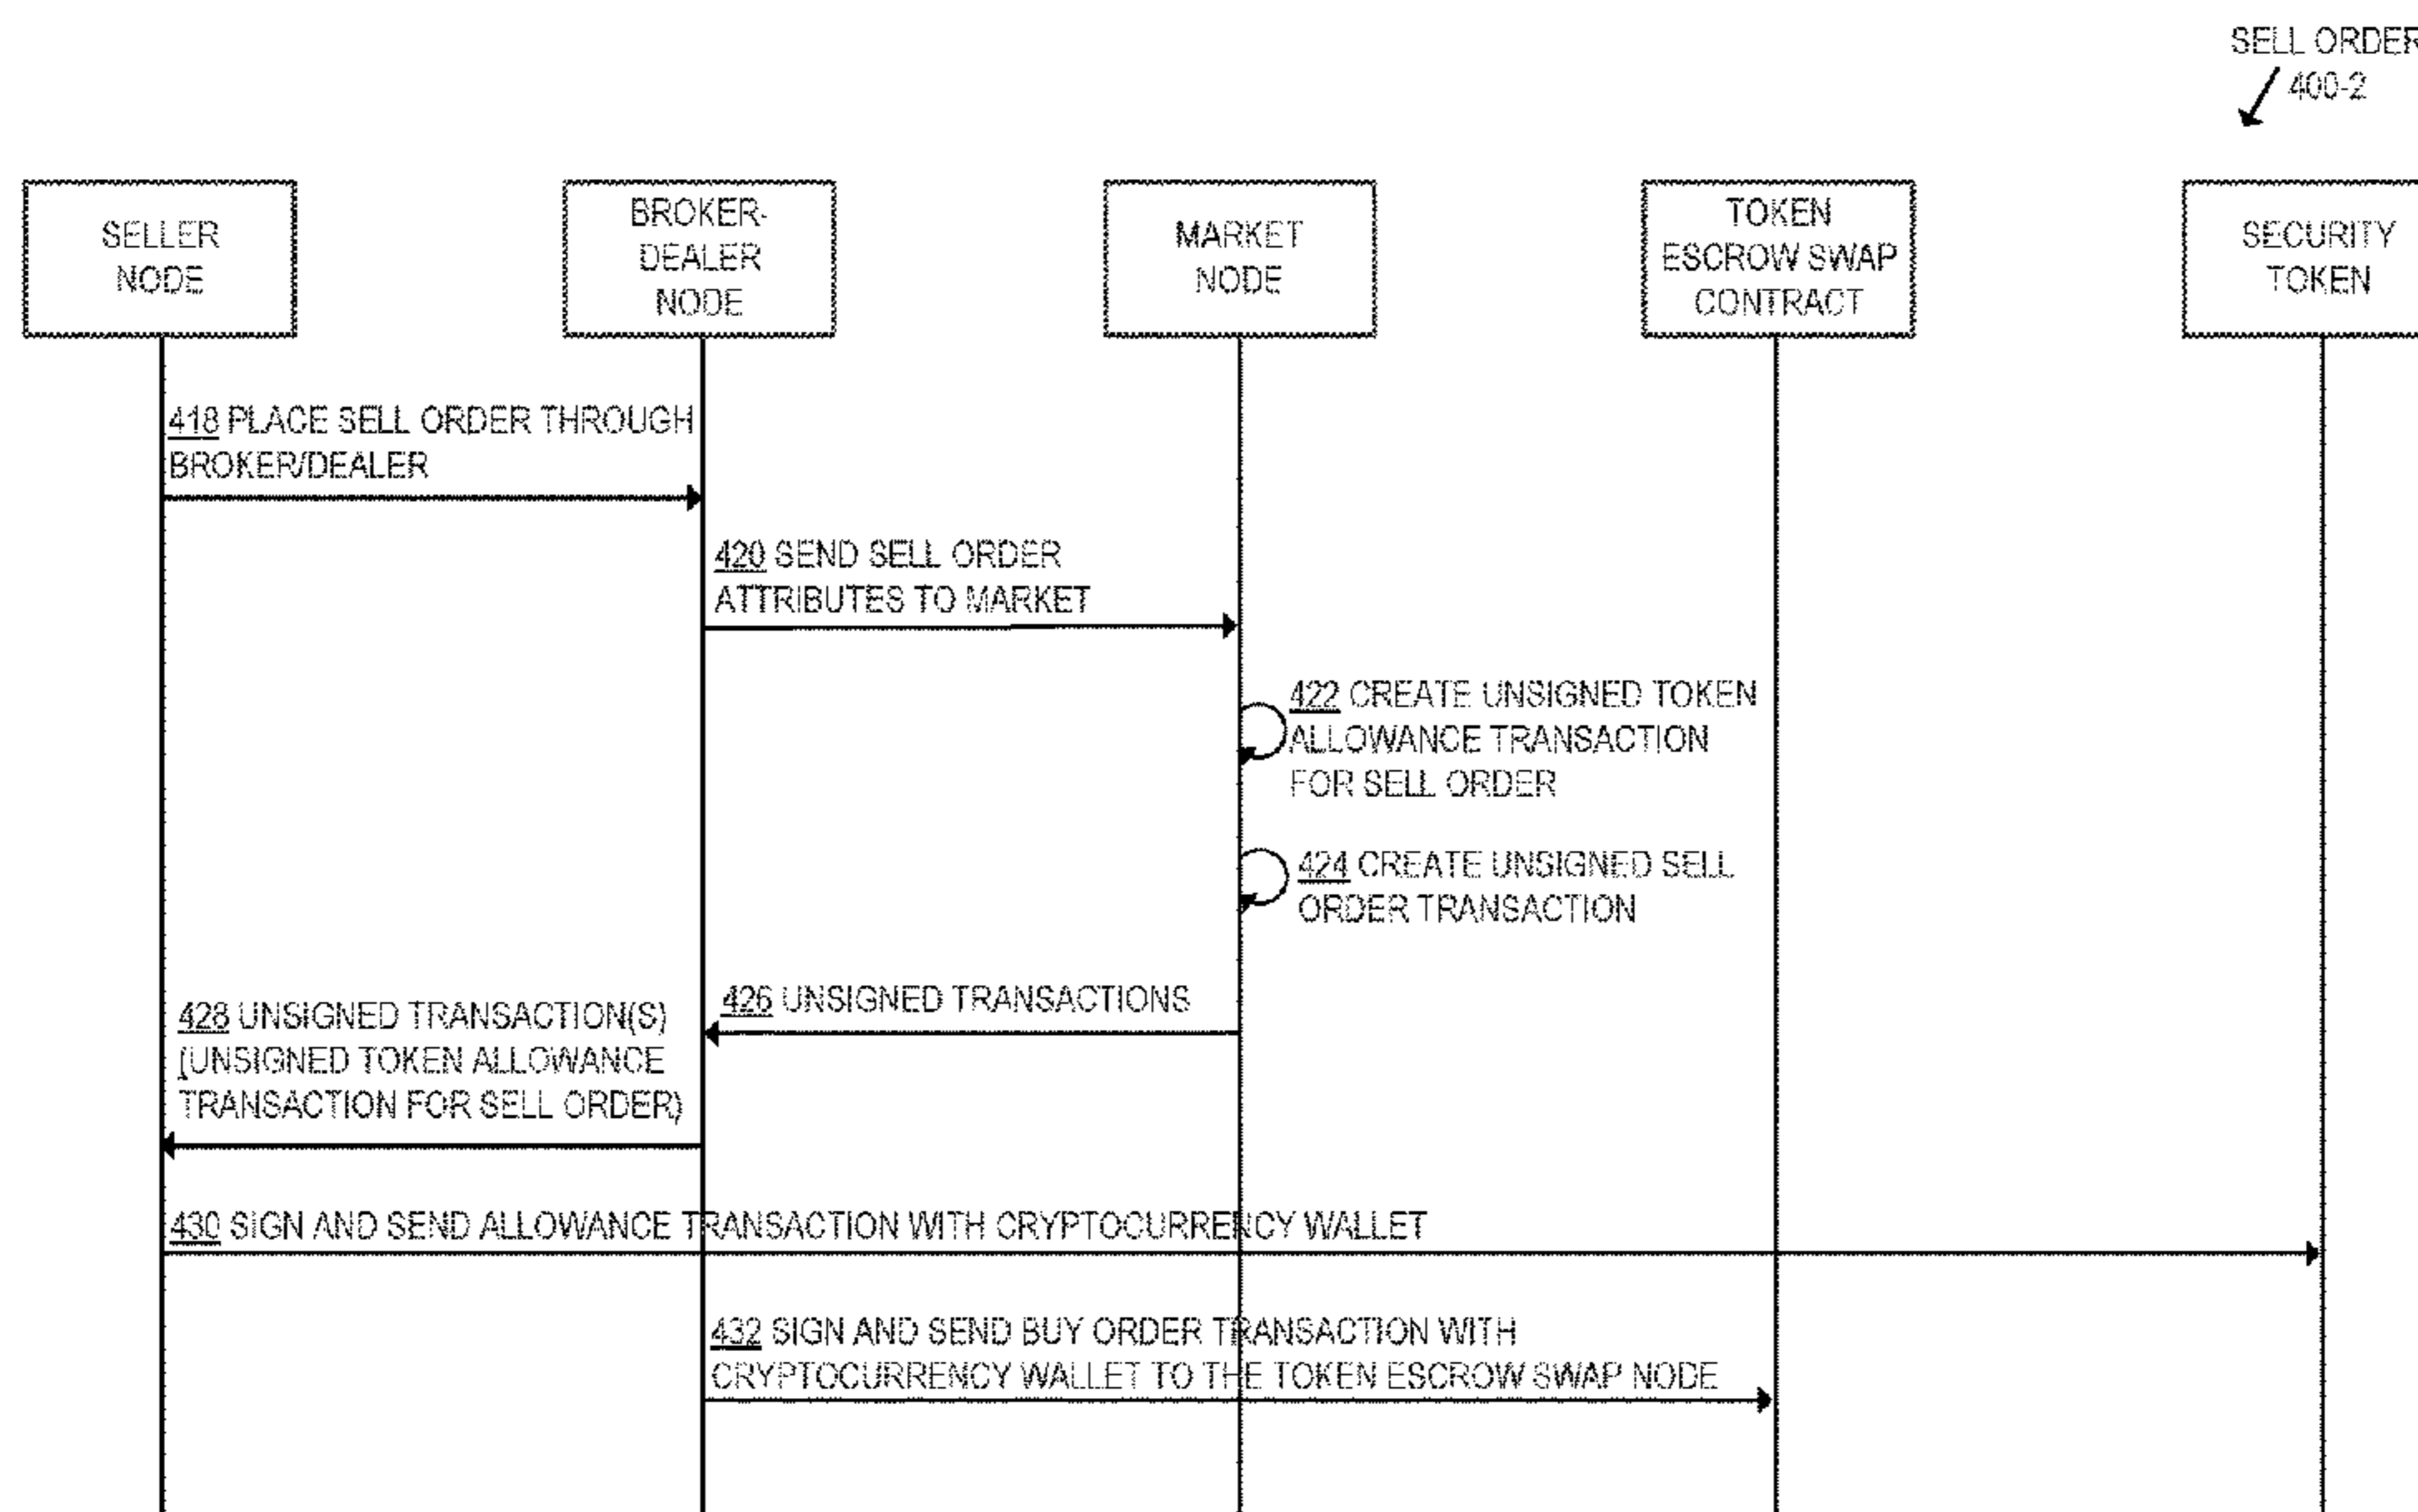 SELL ORDER
400-2
SELLER
NODE
BROKER-
DEALER
NODE
MARKET
NODE
TOKEN
ESCROW SWAP
CONTRACT
SECURITY
TOKEN
418 PLACE SELL ORDER THROUGH
BROKER/DEALER
420 SEND SELL ORDER
ATTRIBUTES TO MARKET
422 CREATE UNSIGNED TOKEN
ALLOWANCE TRANSACTION
FOR SELL ORDER
424 CREATE UNSIGNED SELL
ORDER TRANSACTION
426 UNSIGNED TRANSACTIONS
428 UNSIGNED TRANSACTION(S)
(UNSIGNED TOKEN ALLOWANCE
TRANSACTION FOR SELL ORDER)
430 SIGN AND SEND ALLOWANCE TRANSACTION WITH CRYPTOCURRENCY WALLET
432 SIGN AND SEND BUY ORDER TRANSACTION WITH
CRYPTOCURRENCY WALLET TO THE TOKEN ESCROW SWAP NODE